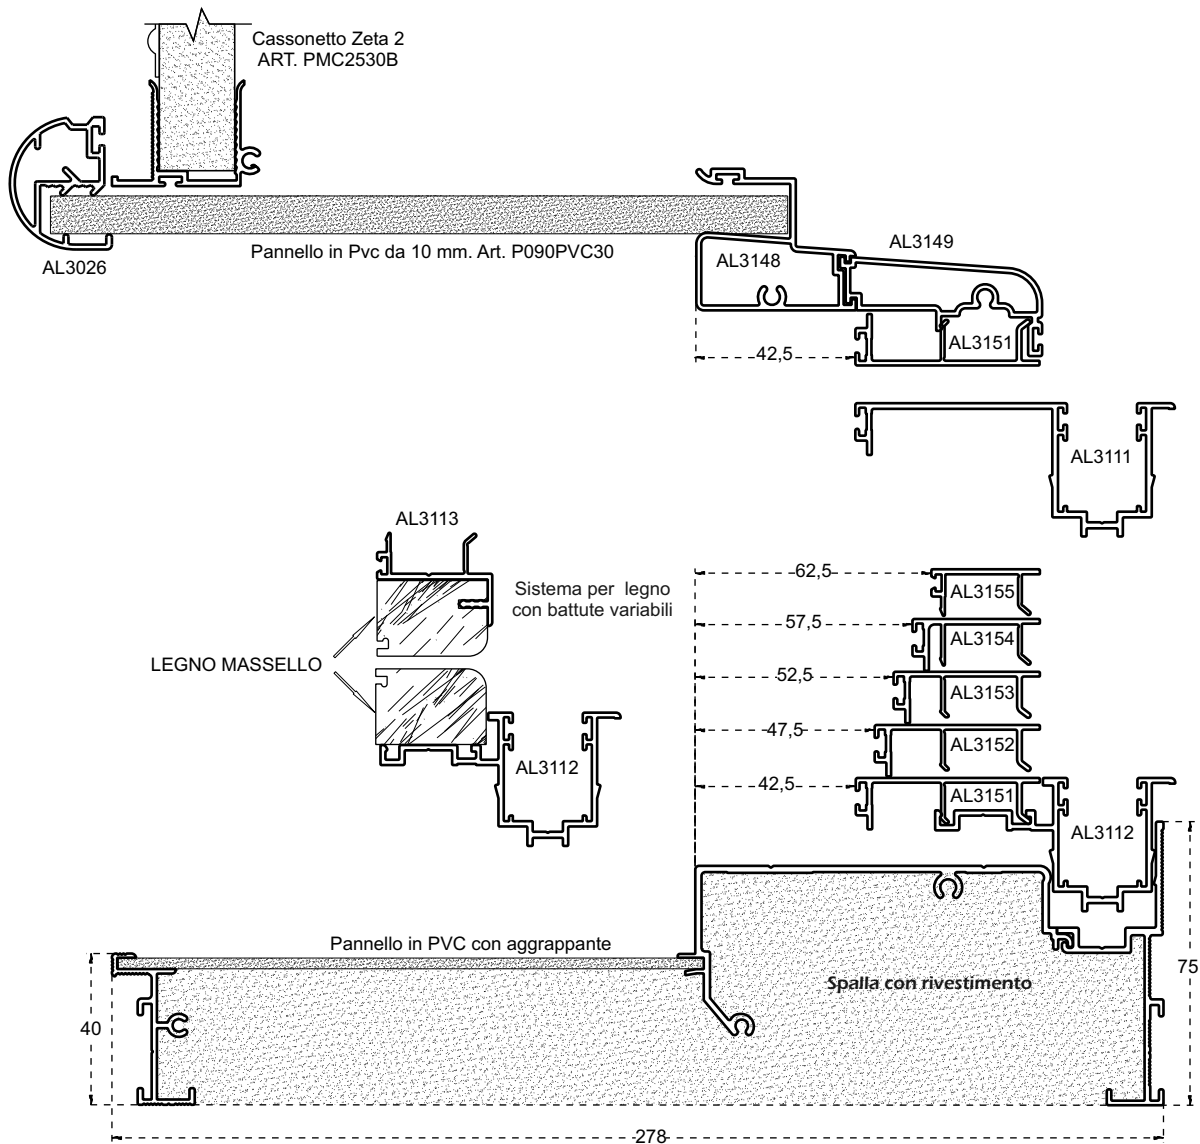 Cassonetto Zeta 2
ART. PMC2530B
AL3026
Pannello in Pvc da 10 mm. Art. P090PVC30
AL3148
AL3149
AL3151
42,5
AL3111
AL3113
Sistema per legno
con battute variabili
LEGNO MASSELLO
AL3112
62,5
AL3155
57,5
AL3154
52,5
AL3153
47,5
AL3152
42,5
AL3151
AL3112
Pannello in PVC con aggrappante
Spalla con rivestimento
40
75
278